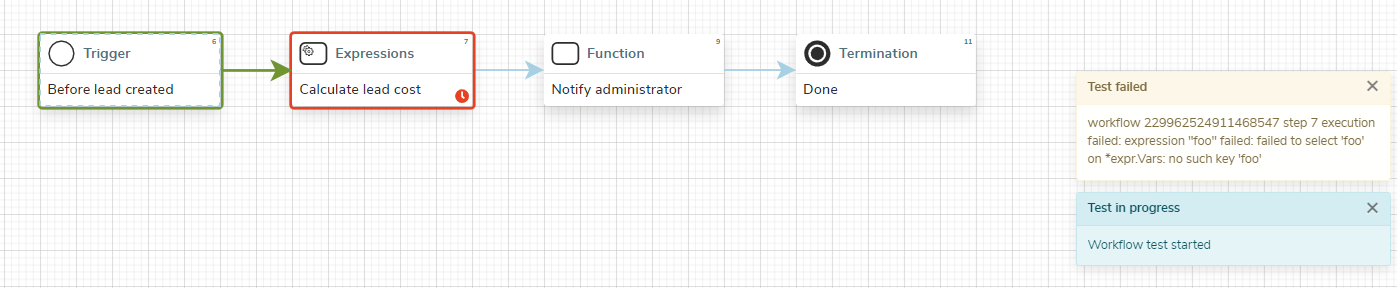 6
Trigger
Before lead created
7
Expressions
Calculate lead cost
9
Function
Notify administrator
11
Termination
Done
Test failed
workflow 229962524911468547 step 7 execution
failed: expression "foo" failed: failed to select 'foo'
on *expr.Vars: no such key 'foo'
Test in progress
Workflow test started